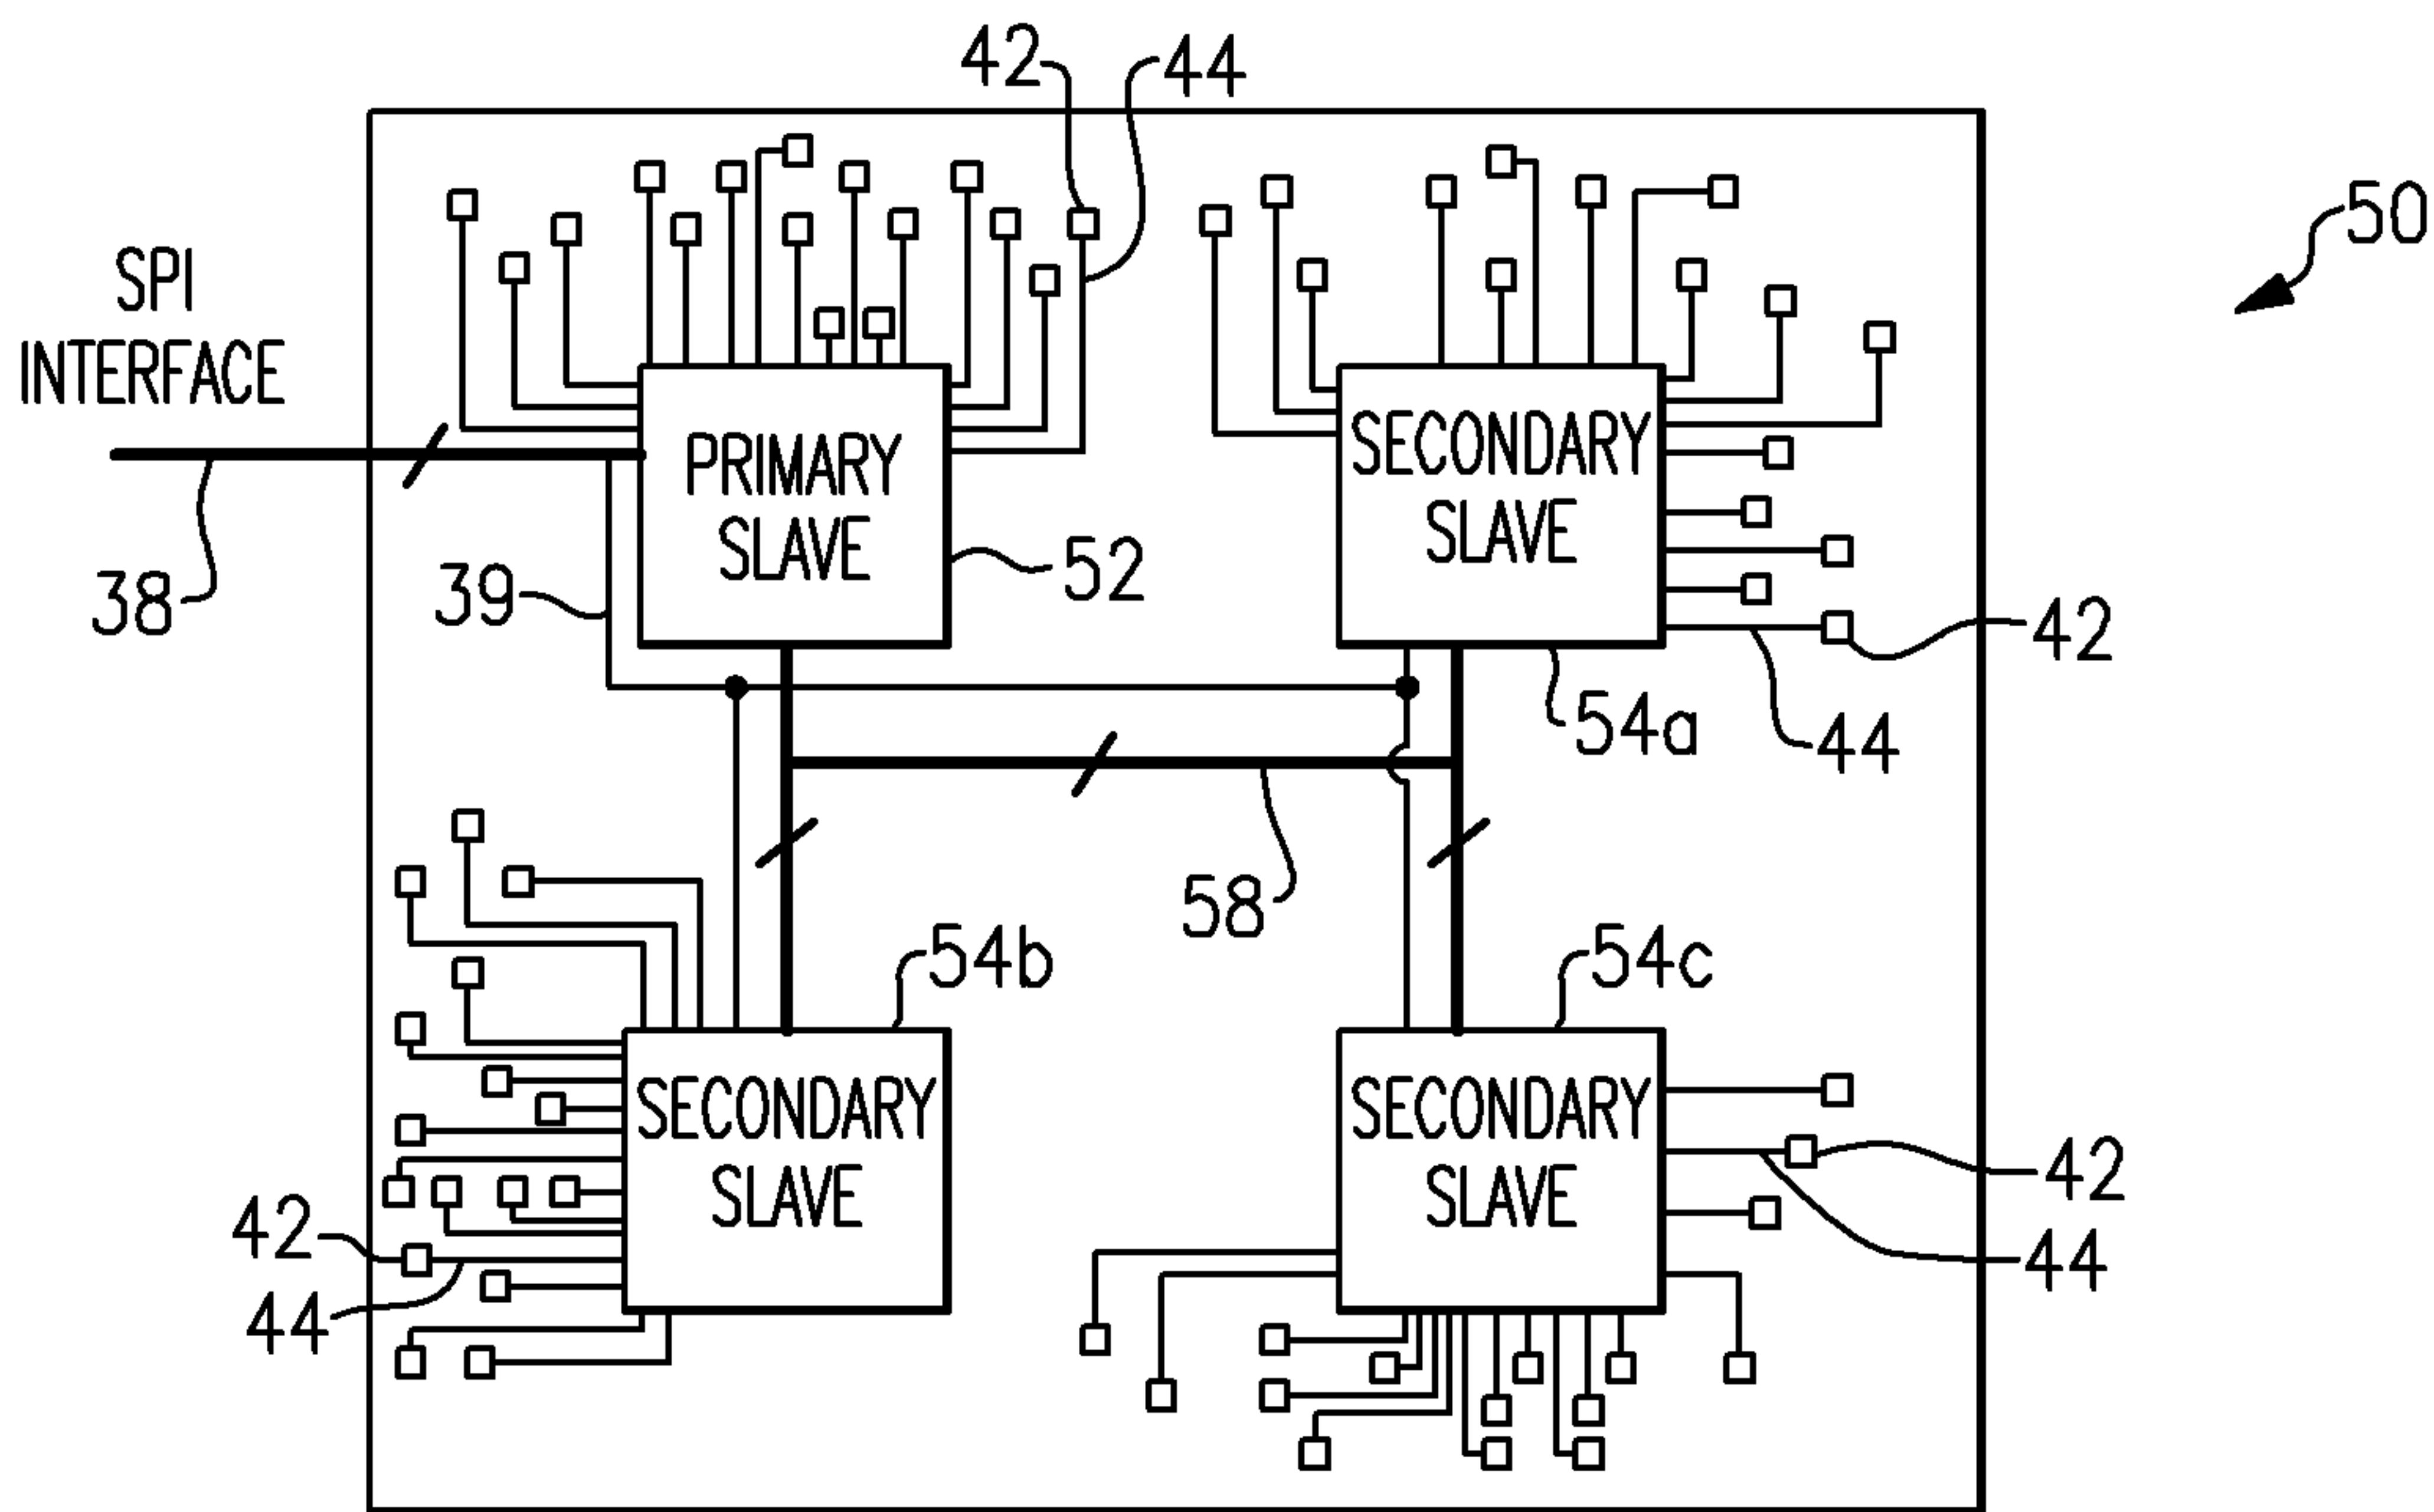 42
44
50
SPI
INTERFACE
PRIMARY
SLAVE
SECONDARY
SLAVE
38
39
52
42
54a
44
58
54b
54c
SECONDARY
SLAVE
SECONDARY
SLAVE
42
42
44
44